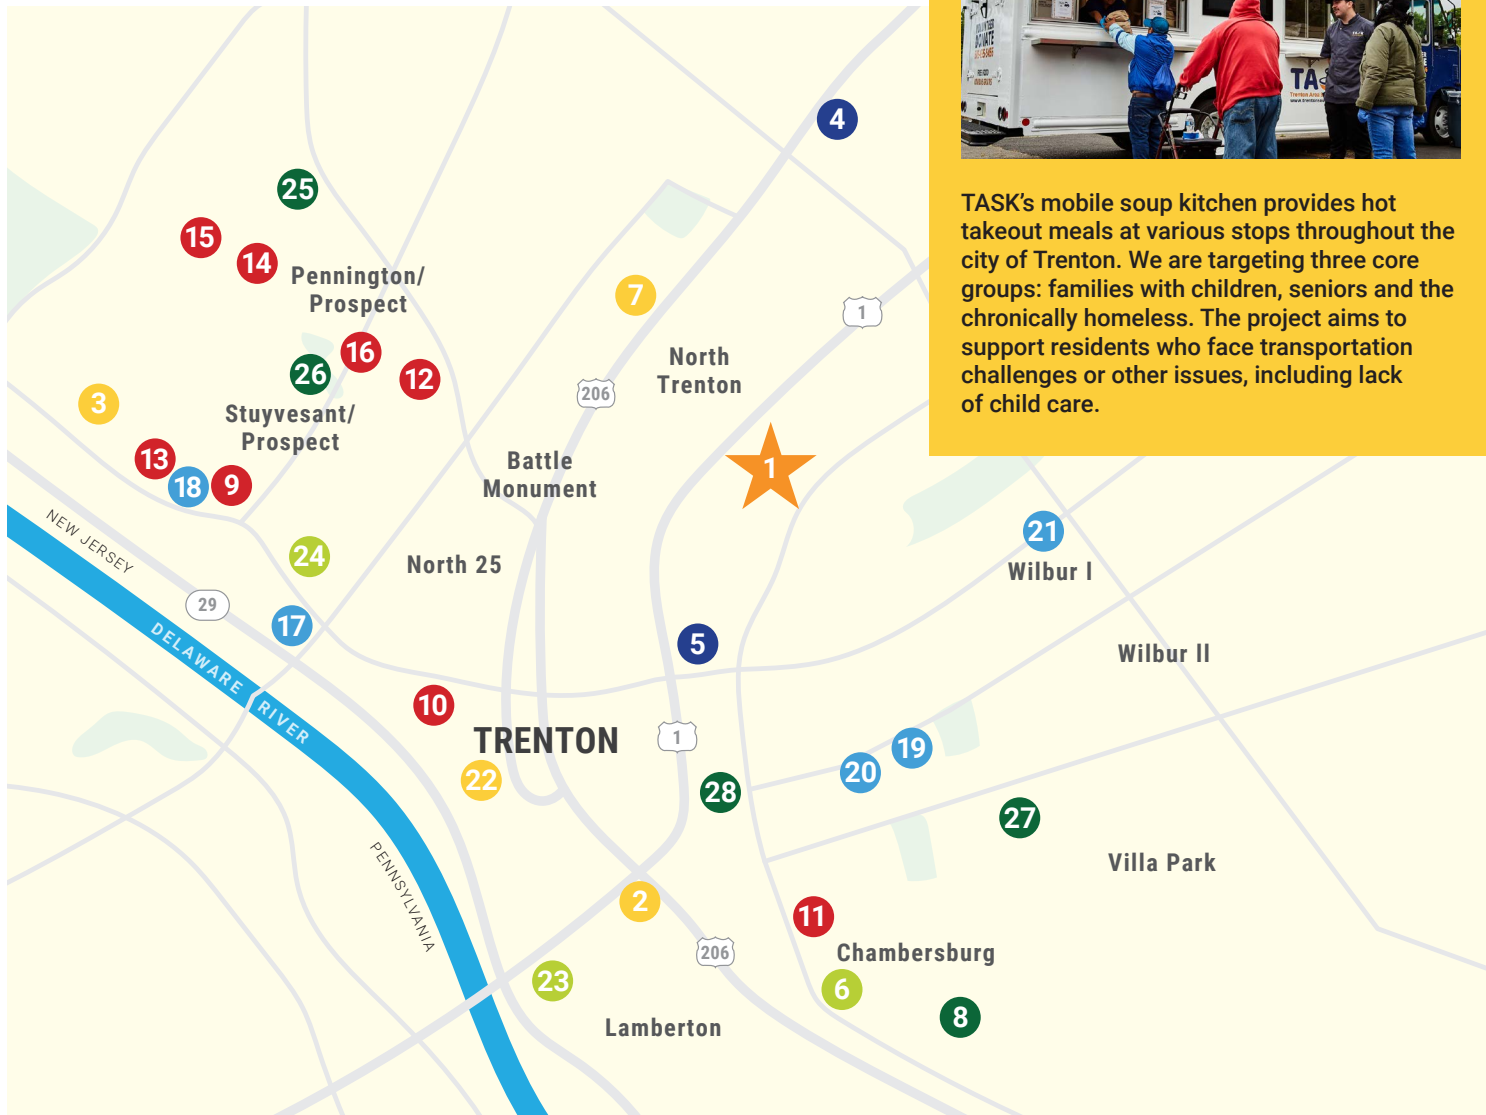 DONATE
TASK
TASK's mobile soup kitchen provides hot
takeout meals at various stops throughout the
city of Trenton. We are targeting three core
groups: families with children, seniors and the
chronically homeless. The project aims to
support residents who face transportation
challenges or other issues, including lack
of child care.
4
25
15
14
Pennington/
Prospect
7
1
16
26
12
North
Trenton
206
3
Stuyvesant/
Prospect
13
18
9
Battle
Monument
1
NEW JERSEY
24
North 25
21
Wilbur I
29
17
DELAWARE RIVER
5
Wilbur II
10
TRENTON
1
22
28
20
19
27
PENNSYLVANIA
Villa Park
2
11
206
Chambersburg
23
6
8
Lamberton